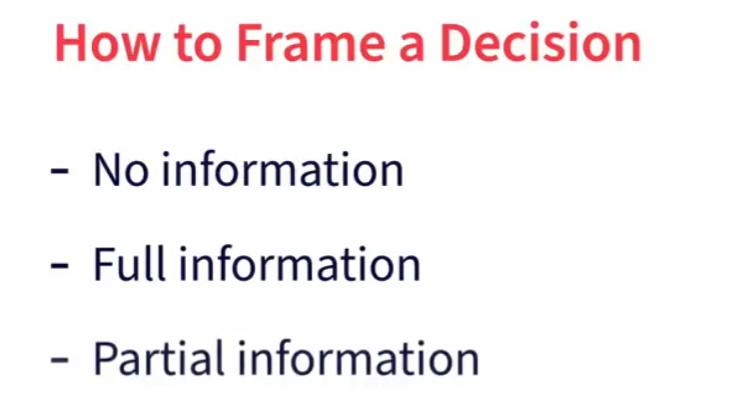 How to Frame a Decision
- No information
- Full information
- Partial information